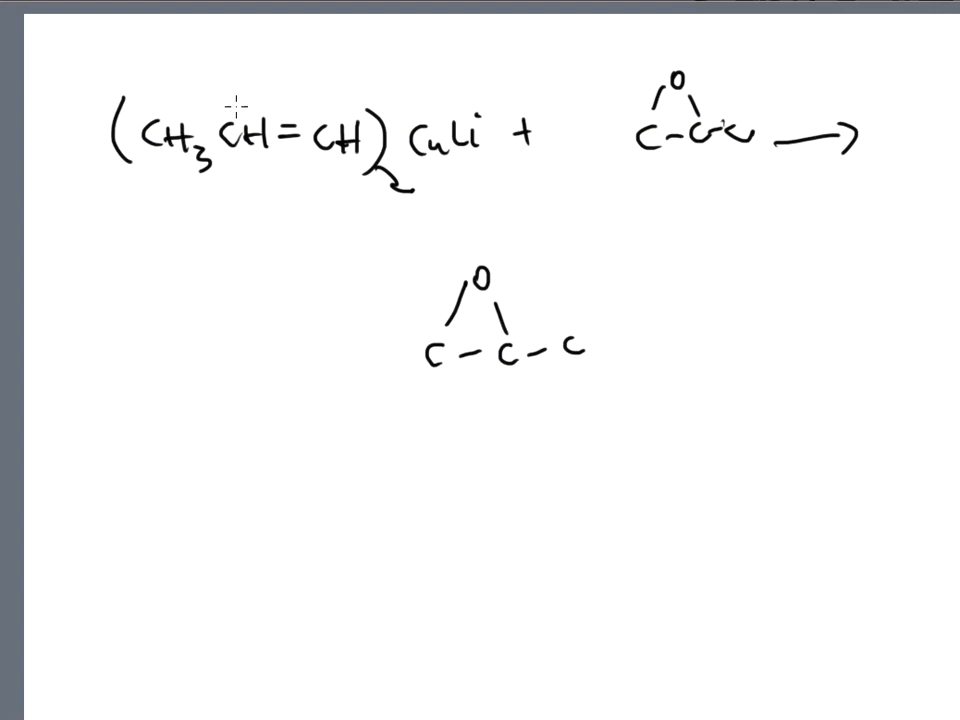 (CH₃CH=CH)₂CuLi + C-C-C →
O
O
C - C - C